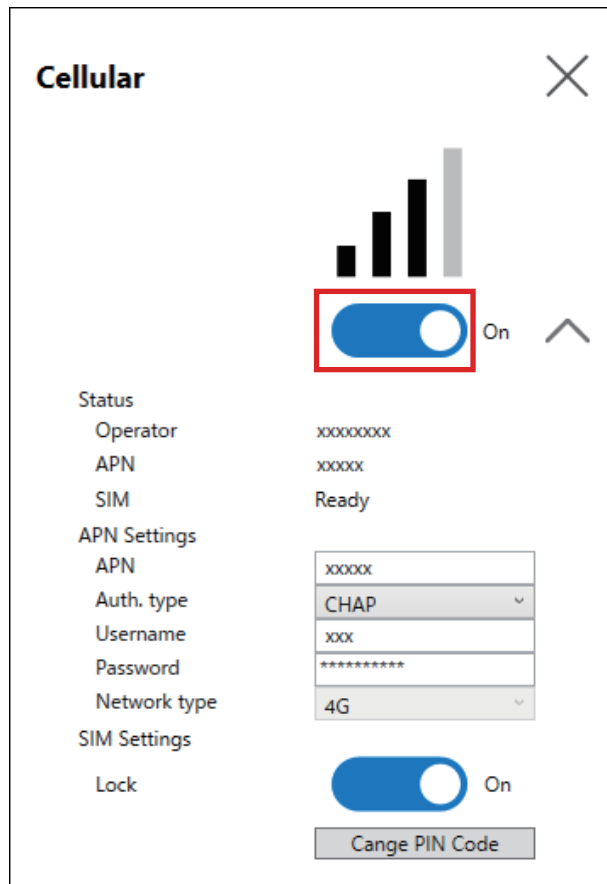 Cellular
On
Status
Operator xxxxxxxx
APN xxxxx
SIM Ready
APN Settings
APN xxxxx
Auth. type CHAP
Username xxx
Password **********
Network type 4G
SIM Settings
Lock On
Cange PIN Code